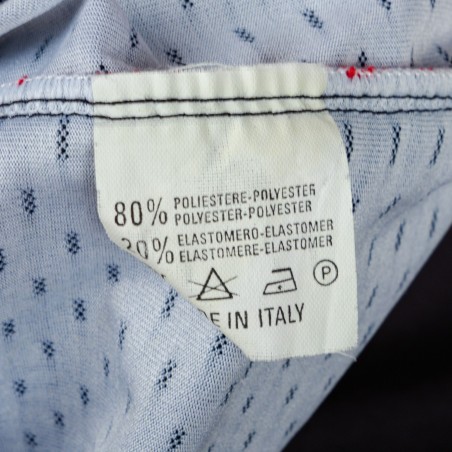 80% POLIESTERE-POLYESTER
POLYESTER-POLYESTER
ELASTOMERO-ELASTOMER
ELASTOMERE-ELASTOMER
P
IN ITALY